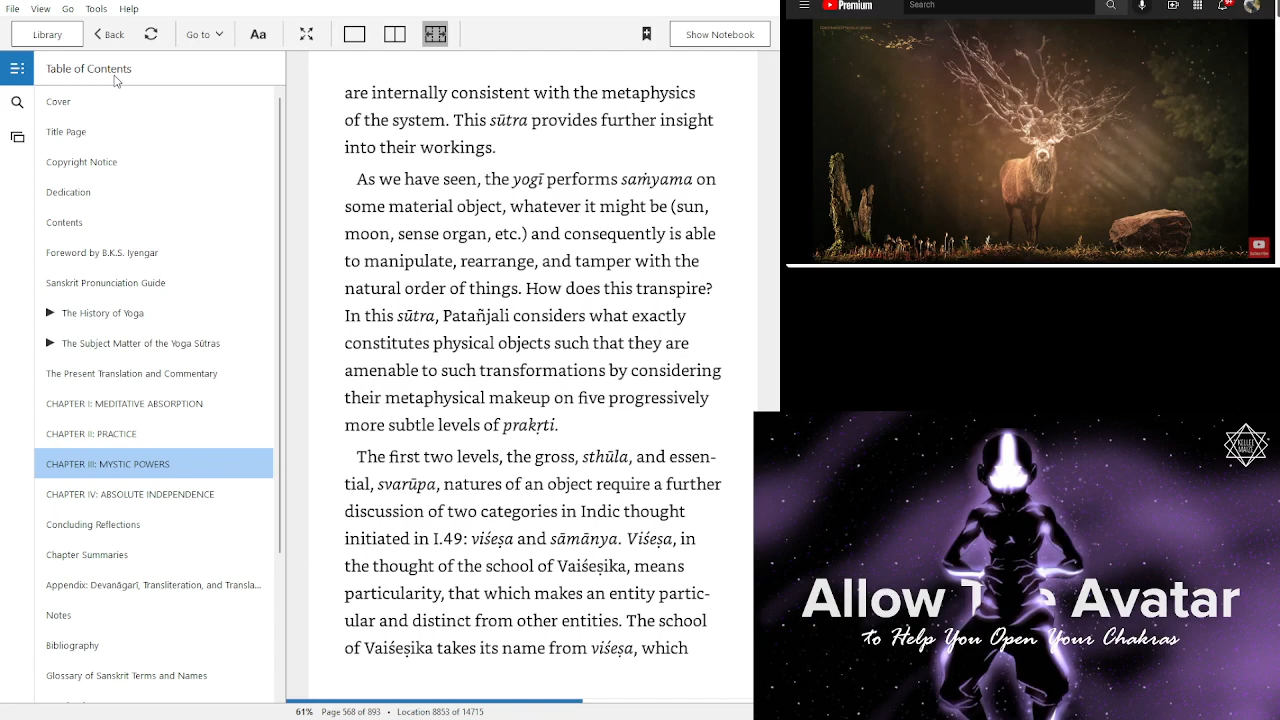 File View Go Tools
Library Back Go to Aa Show Notebook
Table of Contents
Cover
Title Page
Copyright Notice
Dedication
Contents
Foreword by B.K.S. Iyengar
Sanskrit Pronunciation Guide
The History of Yoga
The Subject Matter of the Yoga Sūtras
The Present Translation and Commentary
CHAPTER I: MEDITATIVE ABSORPTION
CHAPTER II: PRACTICE
CHAPTER III: MYSTIC POWERS
CHAPTER IV: ABSOLUTE INDEPENDENCE
Concluding Reflections
Chapter Summaries
Appendix: Devanāgarī, Transliteration, and Transla...
Notes
Bibliography
Glossary of Sanskrit Terms and Names
are internally consistent with the metaphysics
of the system. This sūtra provides further insight
into their workings.
As we have seen, the yogī performs saṁyama on
some material object, whatever it might be (sun,
moon, sense organ, etc.) and consequently is able
to manipulate, rearrange, and tamper with the
natural order of things. How does this transpire?
In this sūtra, Patañjali considers what exactly
constitutes physical objects such that they are
amenable to such transformations by considering
their metaphysical makeup on five progressively
more subtle levels of prakṛti.
The first two levels, the gross, sthūla, and essen-
tial, svarūpa, natures of an object require a further
discussion of two categories in Indic thought
initiated in I.49: viśeṣa and sāmānya. Viśeṣa, in
the thought of the school of Vaiśeṣika, means
particularity, that which makes an entity partic-
ular and distinct from other entities. The school
of Vaiśeṣika takes its name from viśeṣa, which
61% Page 568 of 893 • Location 8853 of 14715
Premium Search 9+
Subscribe
Allow The Avatar
to Help You Open Your Chakras